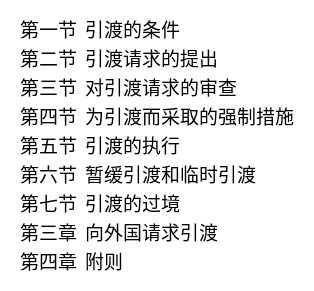 第一节 引渡的条件
第二节 引渡请求的提出
第三节 对引渡请求的审查
第四节 为引渡而采取的强制措施
第五节 引渡的执行
第六节 暂缓引渡和临时引渡
第七节 引渡的过境
第三章 向外国请求引渡
第四章 附则